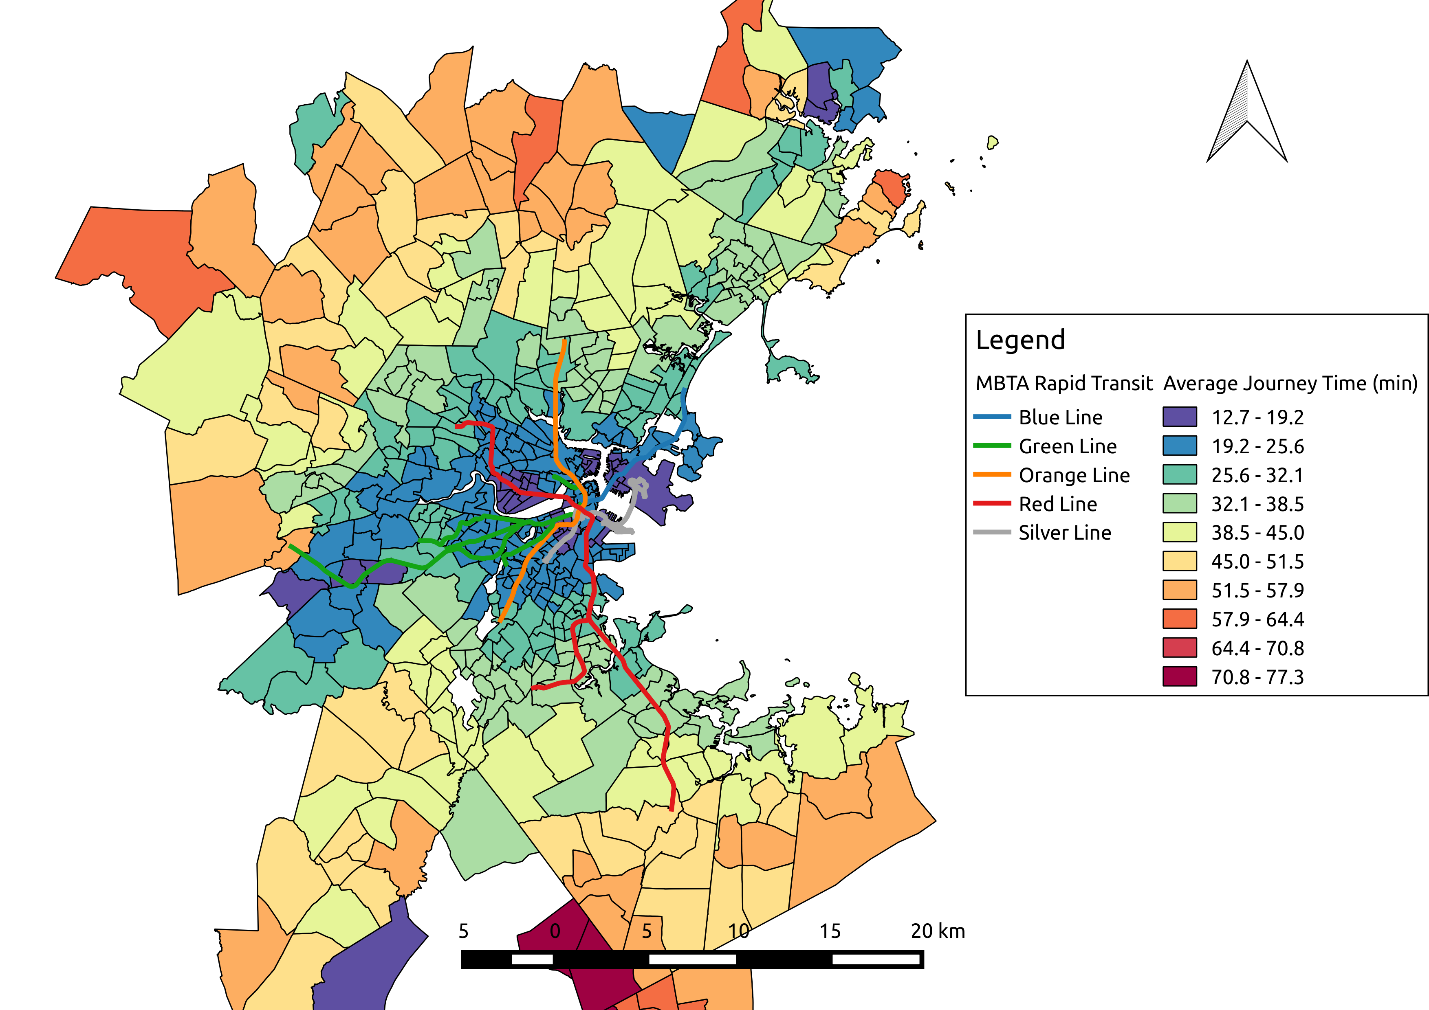 Legend
MBTA Rapid Transit Average Journey Time (min)
Blue Line 12.7 - 19.2
Green Line 19.2 - 25.6
Orange Line 25.6 - 32.1
Red Line 32.1 - 38.5
Silver Line 38.5 - 45.0
45.0 - 51.5
51.5 - 57.9
57.9 - 64.4
64.4 - 70.8
70.8 - 77.3
5 0 5 10 15 20 km